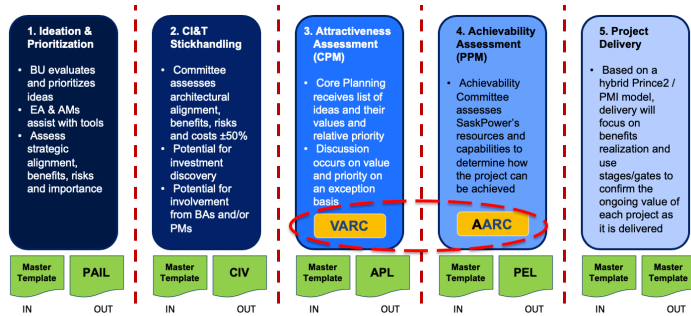 1. Ideation &
Prioritization
• BU evaluates
and prioritizes
ideas
• EA & AMs
assist with tools
• Assess
strategic
alignment,
benefits, risks
and importance
2. CI&T
Stickhandling
• Committee
assesses
architectural
alignment,
benefits, risks
and costs ±50%
• Potential for
investment
discovery
• Potential for
involvement
from BAs and/or
PMs
3. Attractiveness
Assessment
(CPM)
• Core Planning
receives list of
ideas and their
values and
relative priority
• Discussion
occurs on value
and priority on
an exception
basis
VARC
4. Achievability
Assessment
(PPM)
• Achievability
Committee
assesses
SaskPower's
resources and
capabilities to
determine how
the project can
be achieved
AARC
5. Project
Delivery
• Based on a
hybrid Prince2 /
PMI model,
delivery will
focus on
benefits
realization and
use
stages/gates to
confirm the
ongoing value of
each project as
it is delivered
Master
Template
PAIL
Master
Template
CIV
Master
Template
APL
Master
Template
PEL
Master
Template
Master
Template
IN OUT
IN OUT
IN OUT
IN OUT
IN OUT